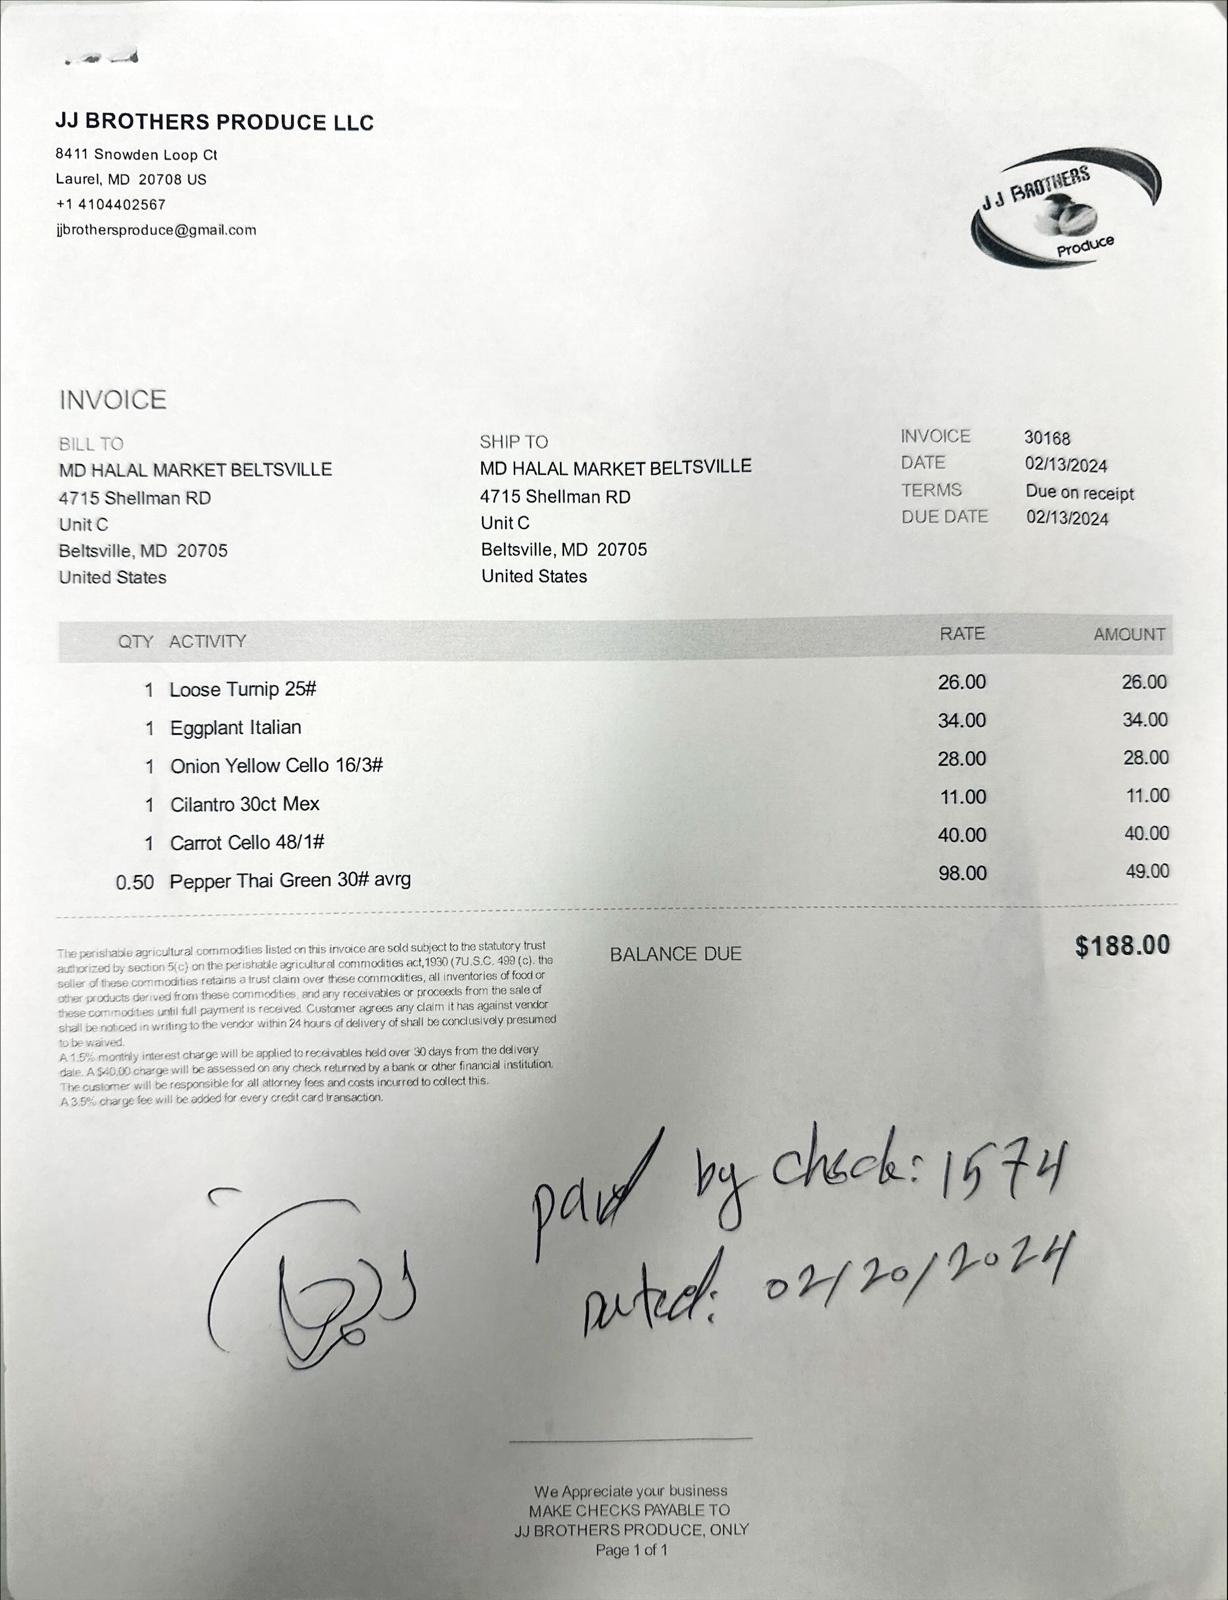 JJ BROTHERS PRODUCE LLC
8411 Snowden Loop Ct
Laurel, MD 20708 US
+1 4104402567
jjbrothersproduce@gmail.com
JJ BROTHERS
Produce
INVOICE
BILL TO
MD HALAL MARKET BELTSVILLE
4715 Shellman RD
Unit C
Beltsville, MD 20705
United States
SHIP TO
MD HALAL MARKET BELTSVILLE
4715 Shellman RD
Unit C
Beltsville, MD 20705
United States
INVOICE 30168
DATE 02/13/2024
TERMS Due on receipt
DUE DATE 02/13/2024
QTY ACTIVITY RATE AMOUNT
1 Loose Turnip 25# 26.00 26.00
1 Eggplant Italian 34.00 34.00
1 Onion Yellow Cello 16/3# 28.00 28.00
1 Cilantro 30ct Mex 11.00 11.00
1 Carrot Cello 48/1# 40.00 40.00
0.50 Pepper Thai Green 30# avrg 98.00 49.00
The perishable agricultural commodities listed on this invoice are sold subject to the statutory trust
authorized by section 5(c) on the perishable agricultural commodities act,1930 (7U.S.C. 499 (c). the
seller of these commodities retains a trust claim over these commodities, all inventories of food or
other products derived from these commodities, and any receivables or proceeds from the sale of
these commodities until full payment is received. Customer agrees any claim it has against vendor
shall be noticed in writing to the vendor within 24 hours of delivery of shall be conclusively presumed
to be waived.
A 1.5% monthly interest charge will be applied to receivables held over 30 days from the delivery
date. A $40.00 charge will be assessed on any check returned by a bank or other financial institution.
The customer will be responsible for all attorney fees and costs incurred to collect this.
A 3.5% charge fee will be added for every credit card transaction.
BALANCE DUE $188.00
paid by check: 1574
Dated: 02/20/2024
We Appreciate your business
MAKE CHECKS PAYABLE TO
JJ BROTHERS PRODUCE, ONLY
Page 1 of 1